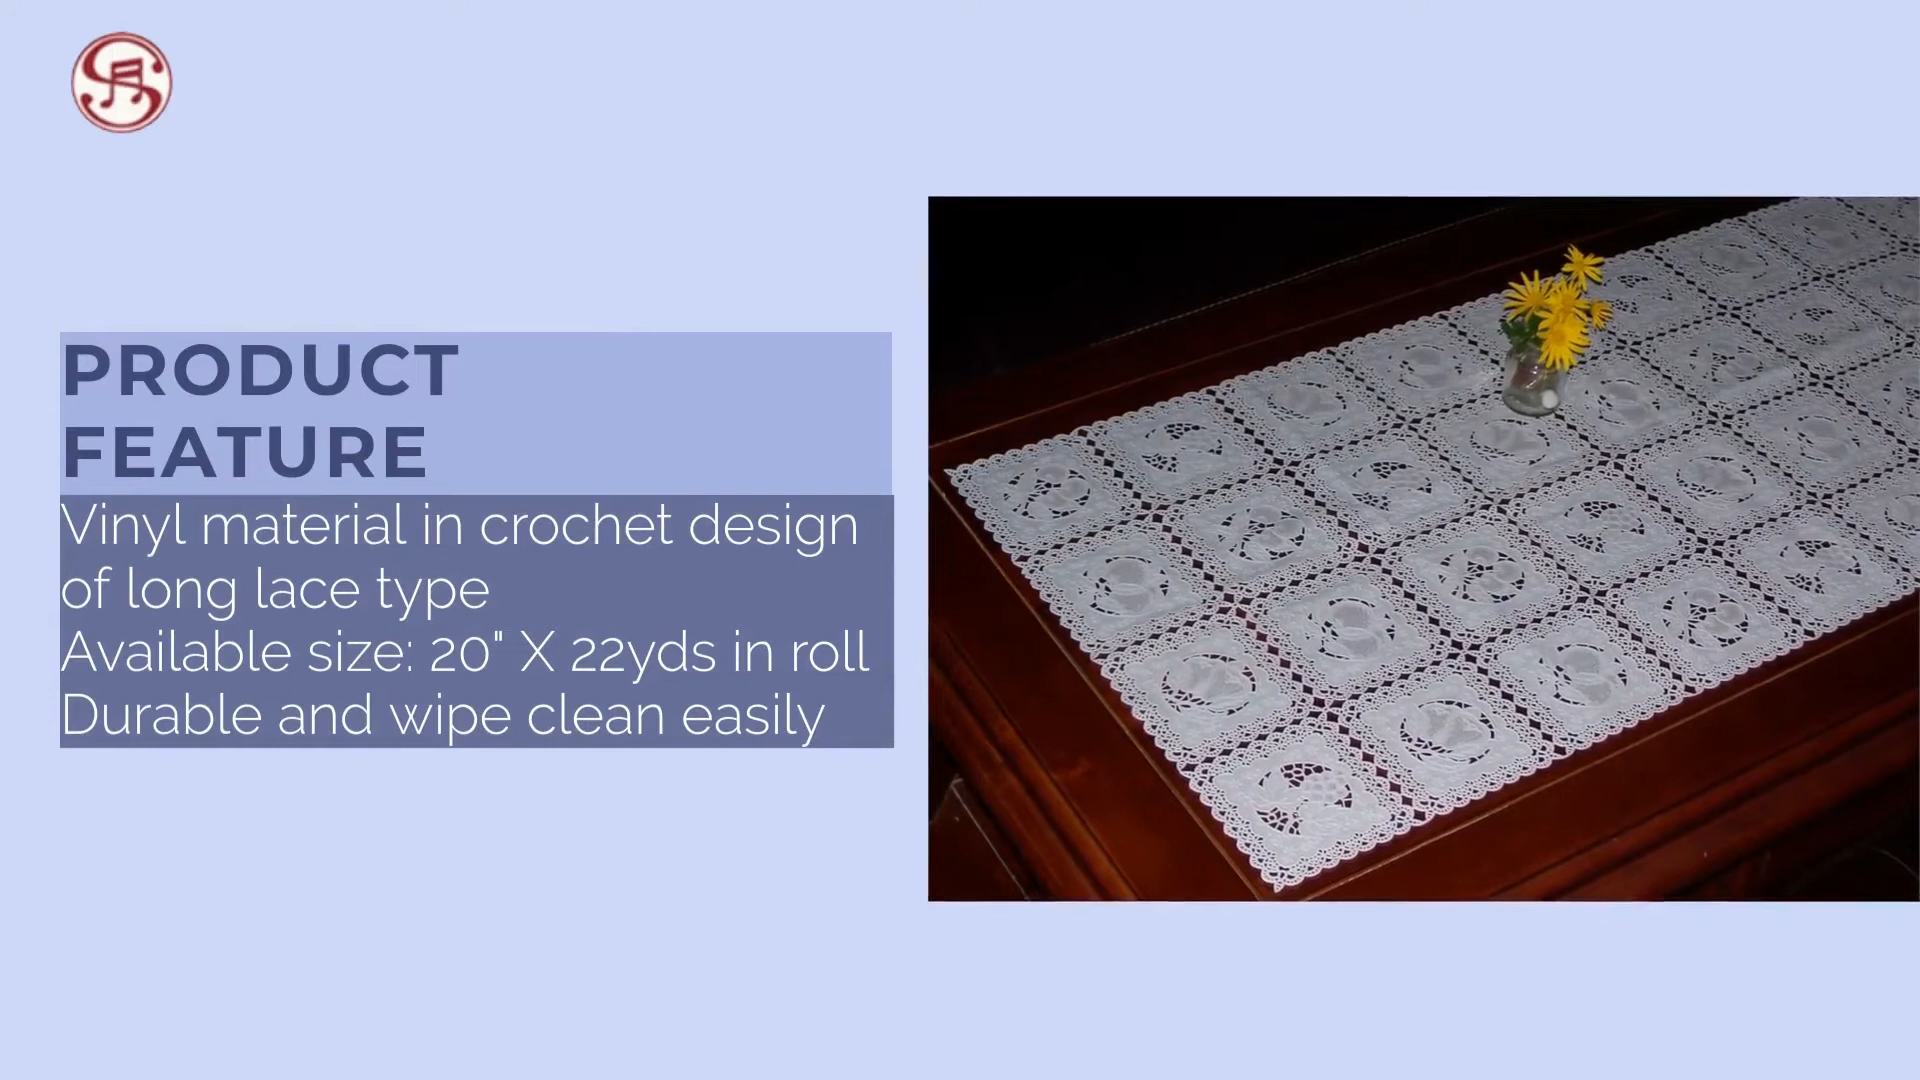 PRODUCT
FEATURE
Vinyl material in crochet design
of long lace type
Available size: 20" X 22yds in roll
Durable and wipe clean easily